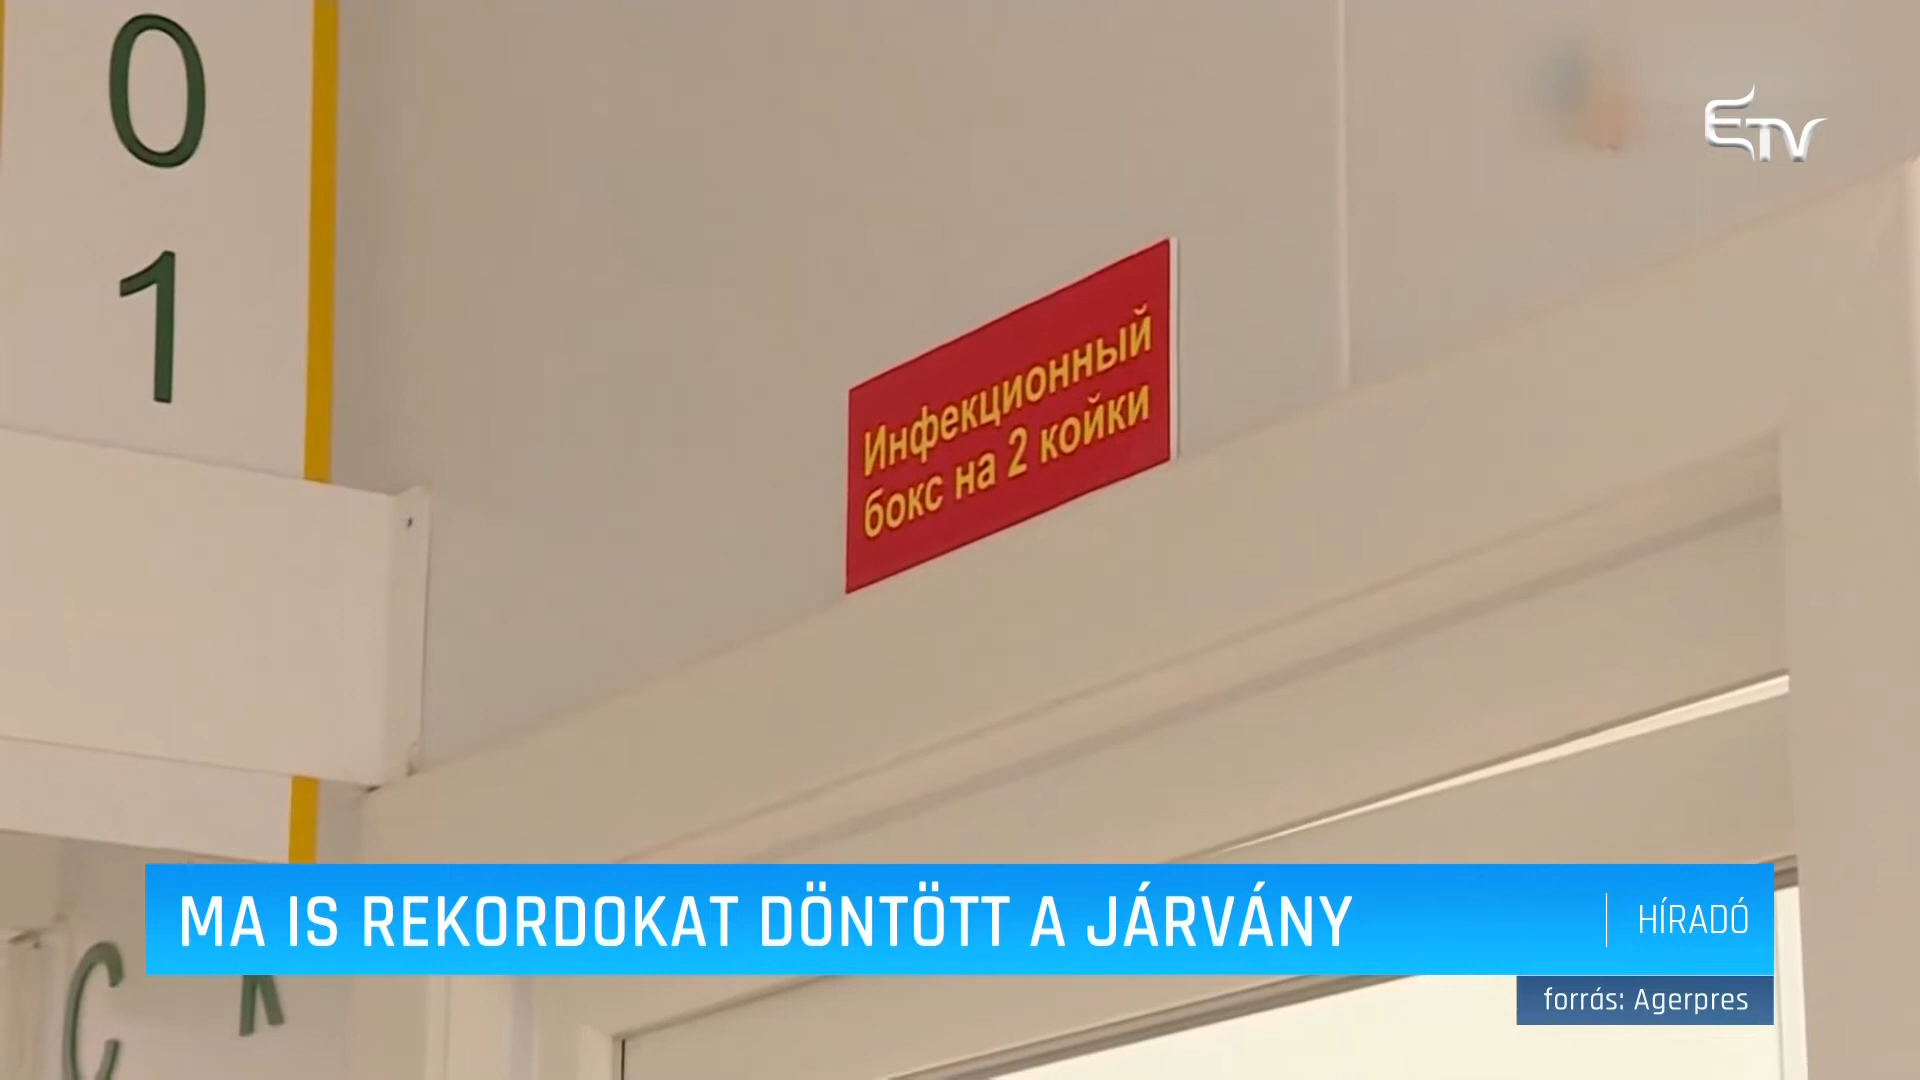 0
1
ETV
Инфекционный
бокс на 2 койки
MA IS REKORDOKAT DÖNTÖTT A JÁRVÁNY
HÍRADÓ
forrás: Agerpres